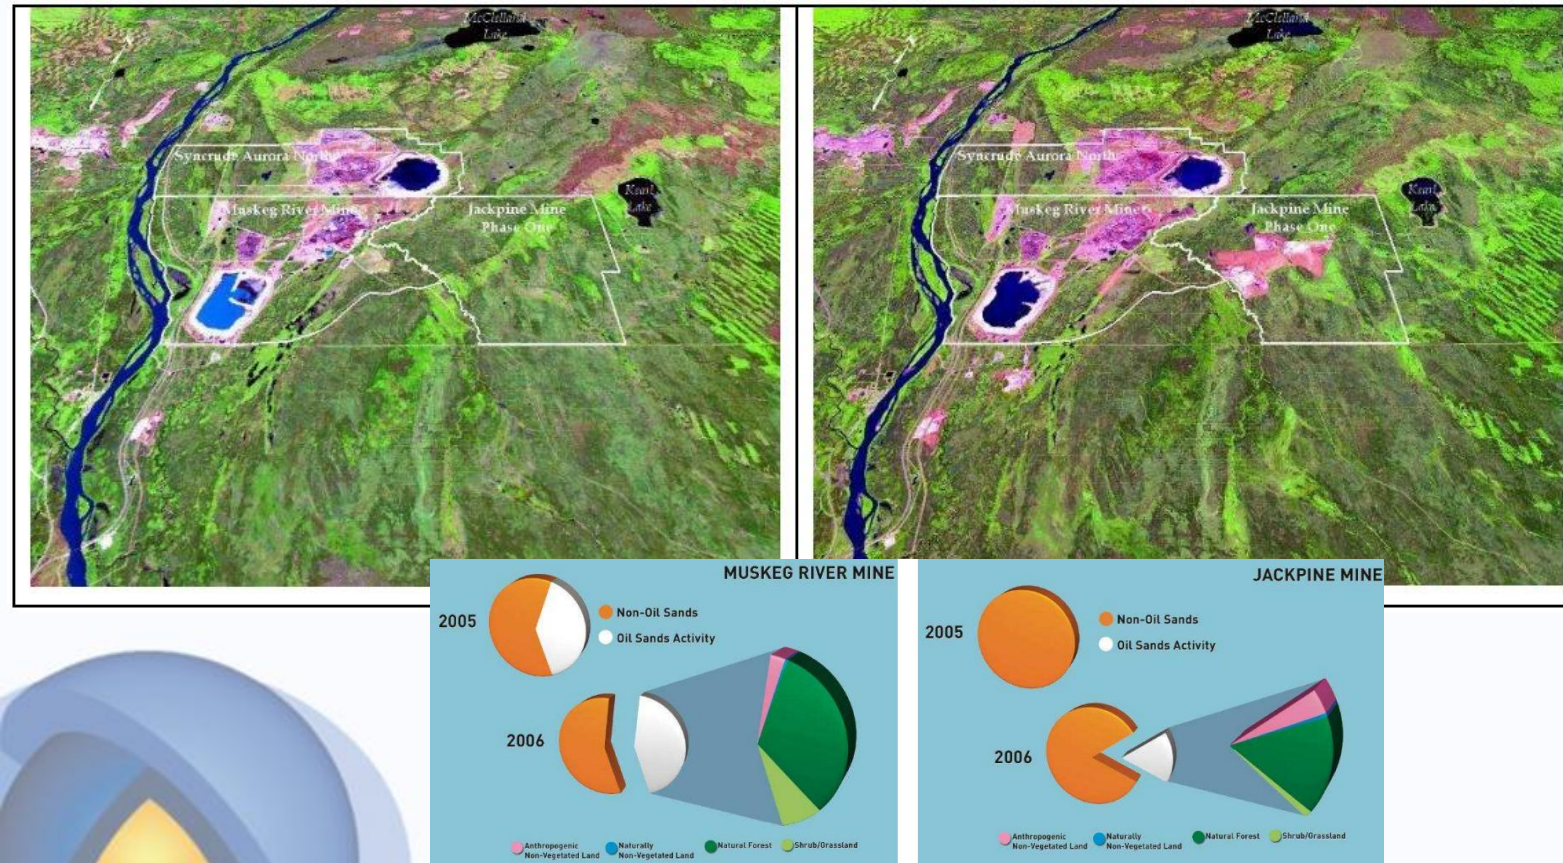 McClelland
Lake
Syncrude Aurora North
Kearl
Lake
Muskeg River Mine
Jackpine Mine
Phase One
McClelland
Lake
Syncrude Aurora North
Kearl
Lake
Muskeg River Mine
Jackpine Mine
Phase One
MUSKEG RIVER MINE
2005
Non-Oil Sands
Oil Sands Activity
2006
Anthropogenic
Non-Vegetated Land
Naturally
Non-Vegetated Land
Natural Forest
Shrub/Grassland
JACKPINE MINE
2005
Non-Oil Sands
Oil Sands Activity
2006
Anthropogenic
Non-Vegetated Land
Naturally
Non-Vegetated Land
Natural Forest
Shrub/Grassland